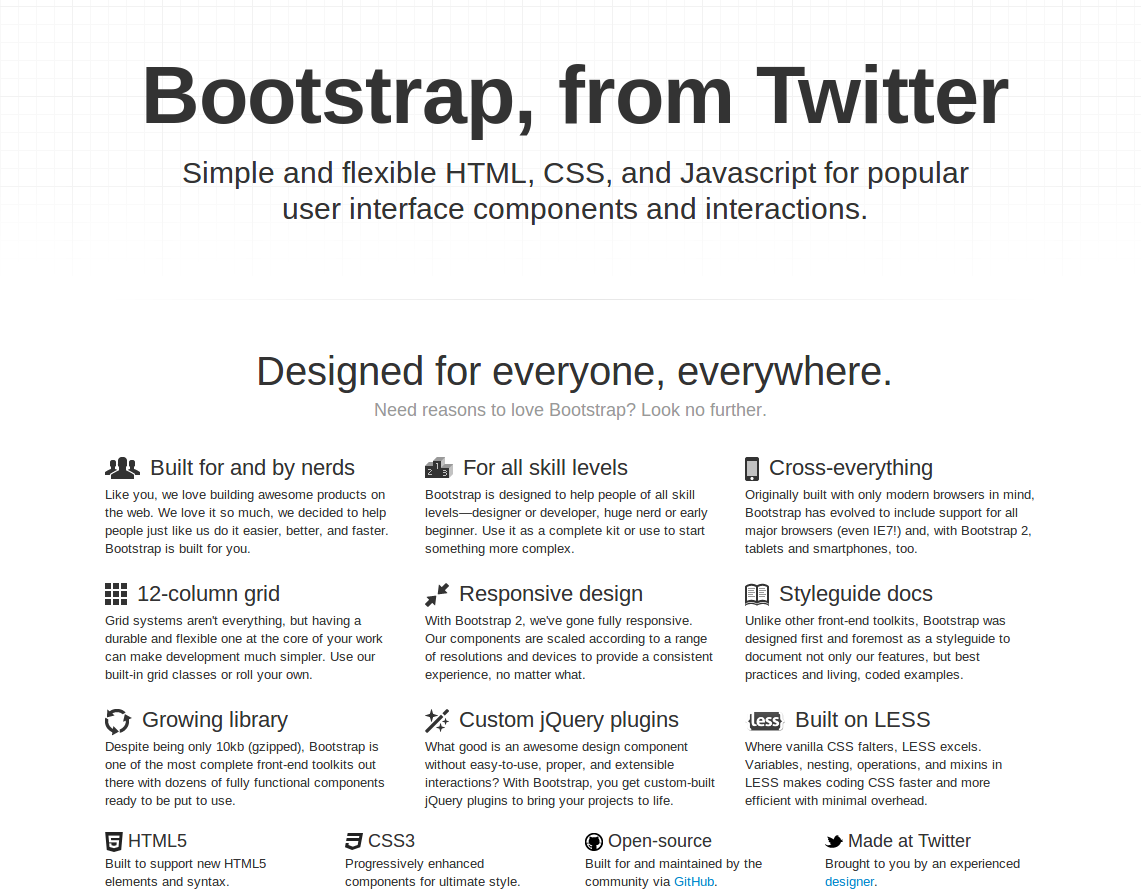 Bootstrap, from Twitter
Simple and flexible HTML, CSS, and Javascript for popular
user interface components and interactions.
Designed for everyone, everywhere.
Need reasons to love Bootstrap? Look no further.
Built for and by nerds
Like you, we love building awesome products on
the web. We love it so much, we decided to help
people just like us do it easier, better, and faster.
Bootstrap is built for you.
1
2
3
For all skill levels
Bootstrap is designed to help people of all skill
levels—designer or developer, huge nerd or early
beginner. Use it as a complete kit or use to start
something more complex.
Cross-everything
Originally built with only modern browsers in mind,
Bootstrap has evolved to include support for all
major browsers (even IE7!) and, with Bootstrap 2,
tablets and smartphones, too.
12-column grid
Grid systems aren't everything, but having a
durable and flexible one at the core of your work
can make development much simpler. Use our
built-in grid classes or roll your own.
Responsive design
With Bootstrap 2, we've gone fully responsive.
Our components are scaled according to a range
of resolutions and devices to provide a consistent
experience, no matter what.
Styleguide docs
Unlike other front-end toolkits, Bootstrap was
designed first and foremost as a styleguide to
document not only our features, but best
practices and living, coded examples.
Growing library
Despite being only 10kb (gzipped), Bootstrap is
one of the most complete front-end toolkits out
there with dozens of fully functional components
ready to be put to use.
Custom jQuery plugins
What good is an awesome design component
without easy-to-use, proper, and extensible
interactions? With Bootstrap, you get custom-built
jQuery plugins to bring your projects to life.
less
Built on LESS
Where vanilla CSS falters, LESS excels.
Variables, nesting, operations, and mixins in
LESS makes coding CSS faster and more
efficient with minimal overhead.
HTML5
Built to support new HTML5
elements and syntax.
CSS3
Progressively enhanced
components for ultimate style.
Open-source
Built for and maintained by the
community via GitHub.
Made at Twitter
Brought to you by an experienced
designer.